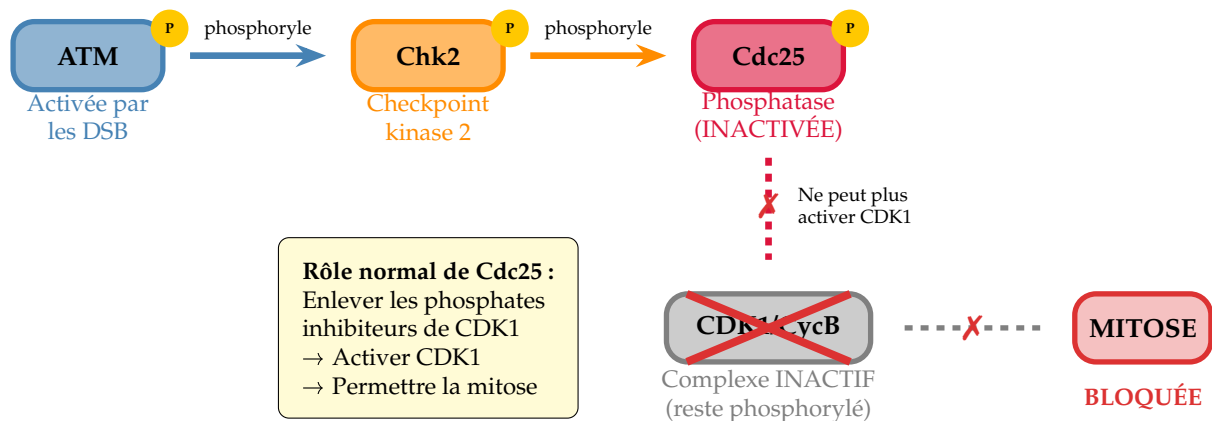 P
P
P
ATM
phosphoryle
Chk2
phosphoryle
Cdc25
Activée par
les DSB
Checkpoint
kinase 2
Phosphatase
(INACTIVÉE)
Ne peut plus
activer CDK1
Rôle normal de Cdc25 :
Enlever les phosphates
inhibiteurs de CDK1
→ Activer CDK1
→ Permettre la mitose
CDK1/CycB
Complexe INACTIF
(reste phosphorylé)
MITOSE
BLOQUÉE